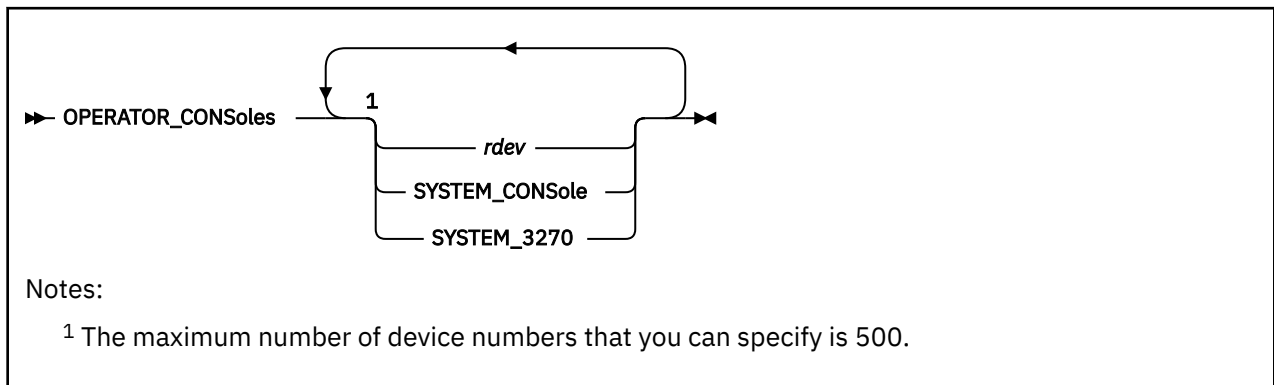 1
OPERATOR_CONSoles
rdev
SYSTEM_CONSole
SYSTEM_3270
Notes:
1 The maximum number of device numbers that you can specify is 500.